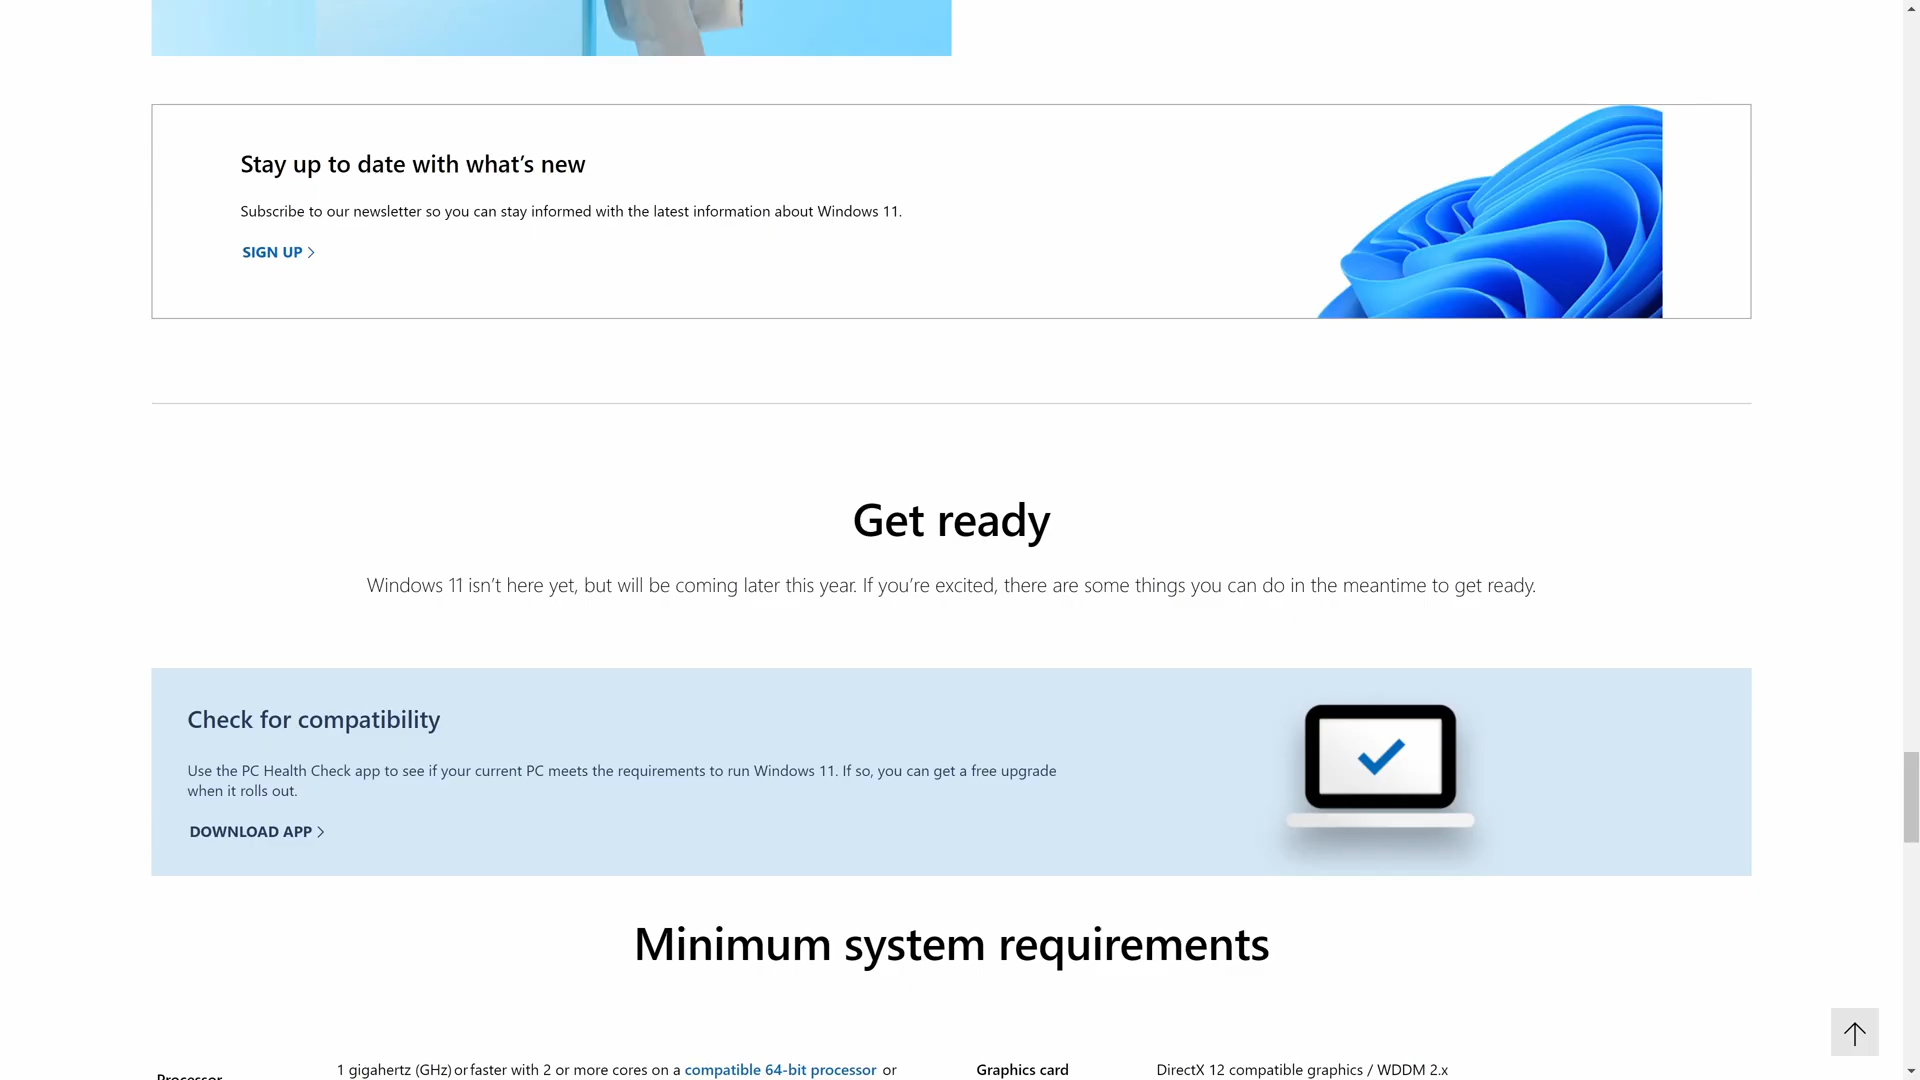 Stay up to date with what’s new
Subscribe to our newsletter so you can stay informed with the latest information about Windows 11.
SIGN UP
Get ready
Windows 11 isn’t here yet, but will be coming later this year. If you’re excited, there are some things you can do in the meantime to get ready.
Check for compatibility
Use the PC Health Check app to see if your current PC meets the requirements to run Windows 11. If so, you can get a free upgrade
when it rolls out.
DOWNLOAD APP
Minimum system requirements
Processor
1 gigahertz (GHz) or faster with 2 or more cores on a compatible 64-bit processor or
Graphics card
DirectX 12 compatible graphics / WDDM 2.x